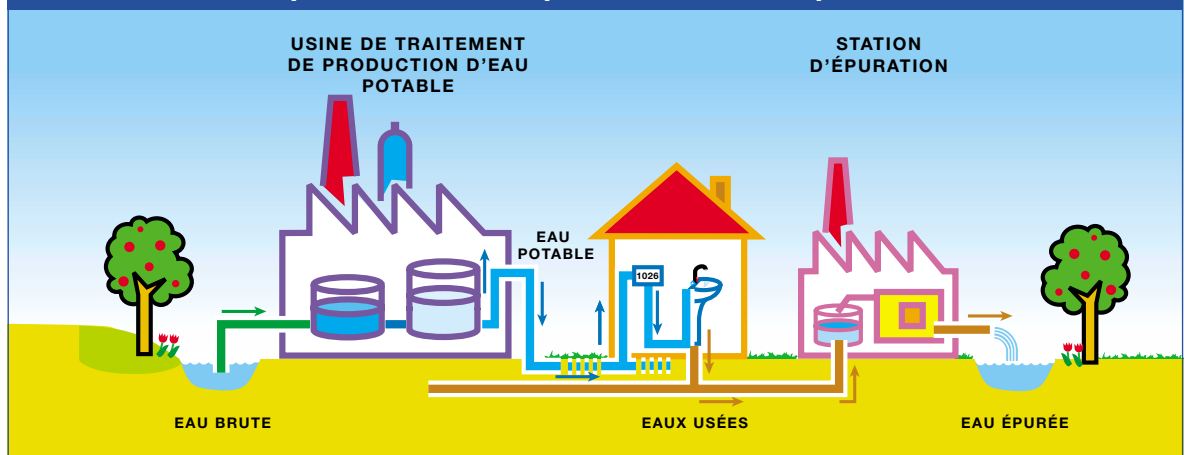 USINE DE TRAITEMENT
DE PRODUCTION D'EAU
POTABLE
STATION
D'ÉPURATION
EAU
POTABLE
1026
EAU BRUTE
EAUX USÉES
EAU ÉPURÉE